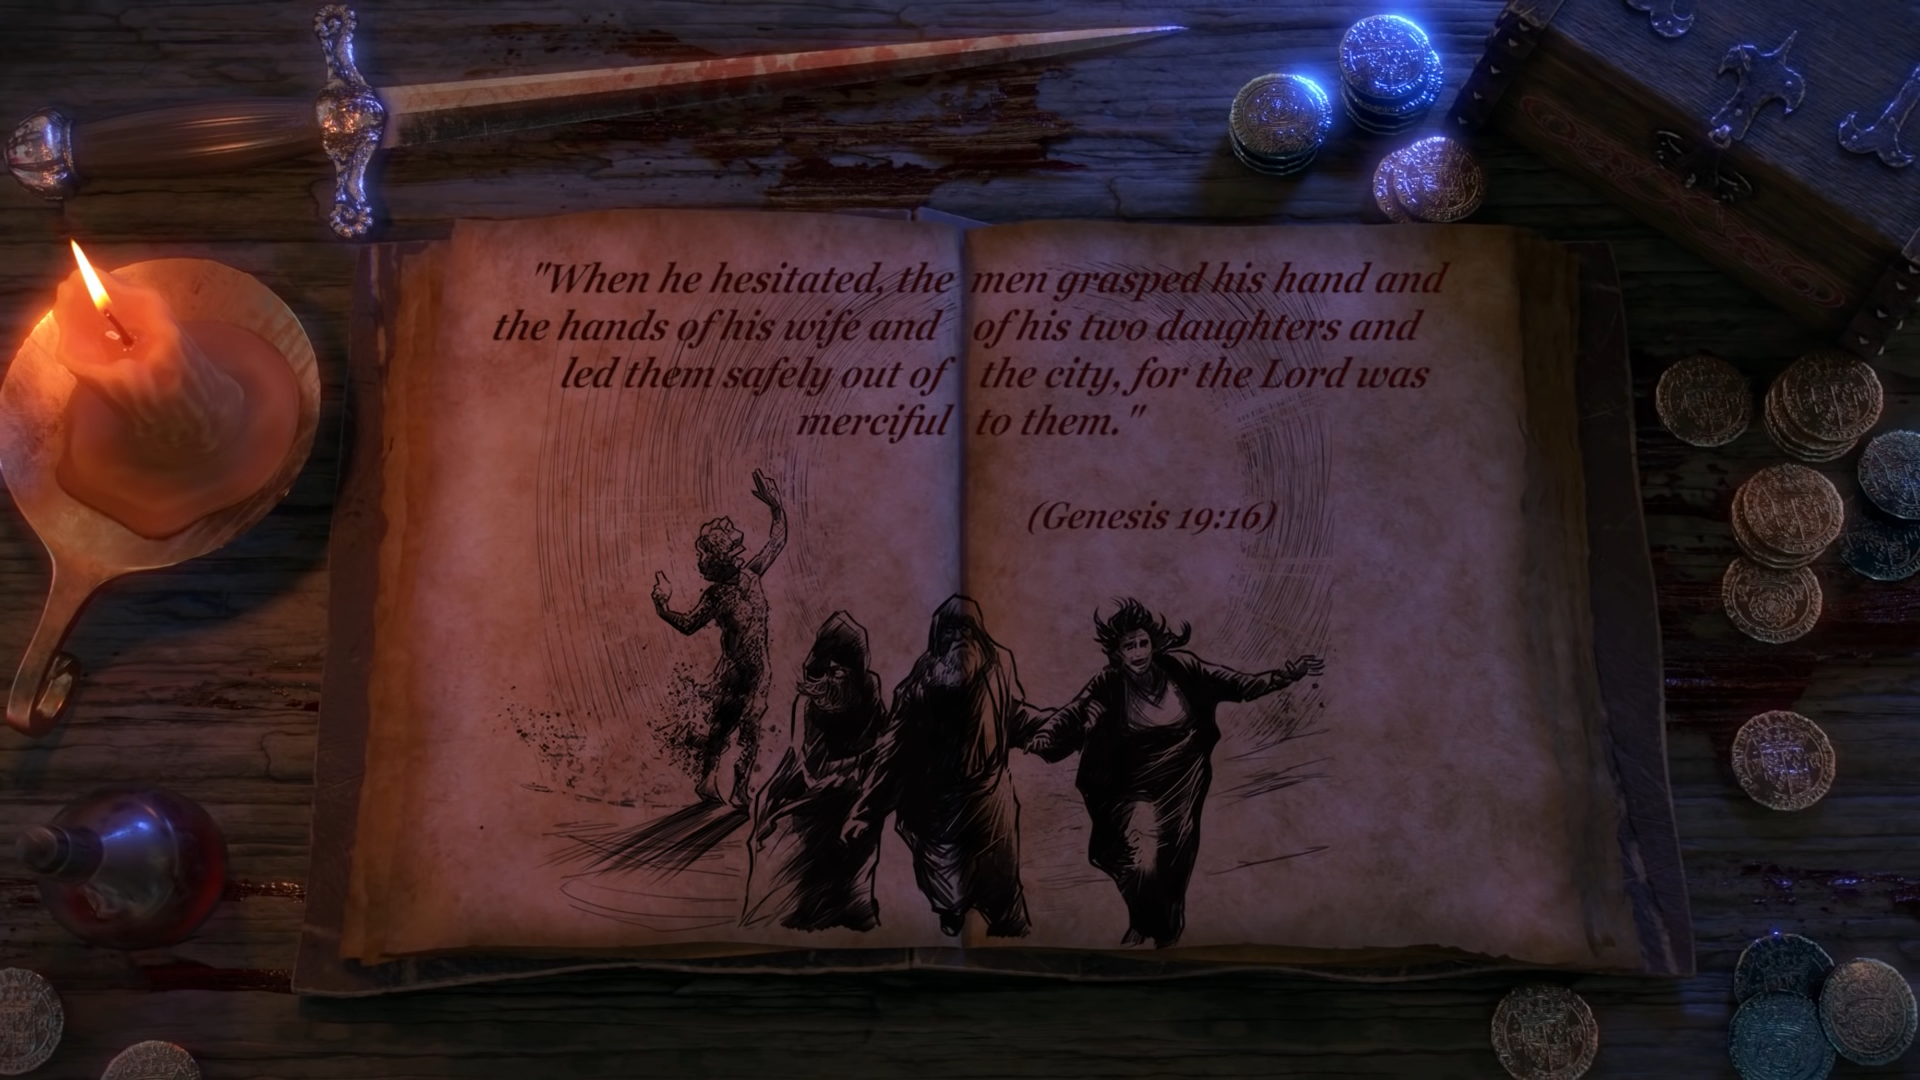 "When he hesitated, the men grasped his hand and
the hands of his wife and of his two daughters and
led them safely out of the city, for the Lord was
merciful to them."
(Genesis 19:16)